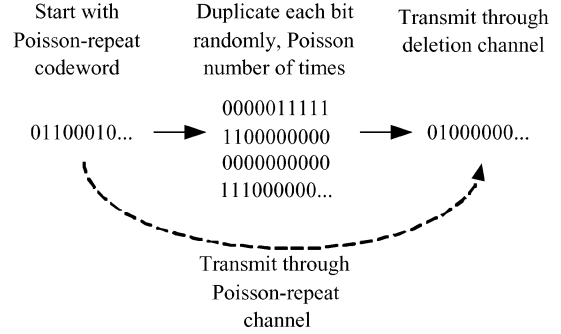 Start with
Poisson-repeat
codeword
Duplicate each bit
randomly, Poisson
number of times
Transmit through
deletion channel
01100010...
0000011111
1100000000
0000000000
111000000...
01000000...
Transmit through
Poisson-repeat
channel